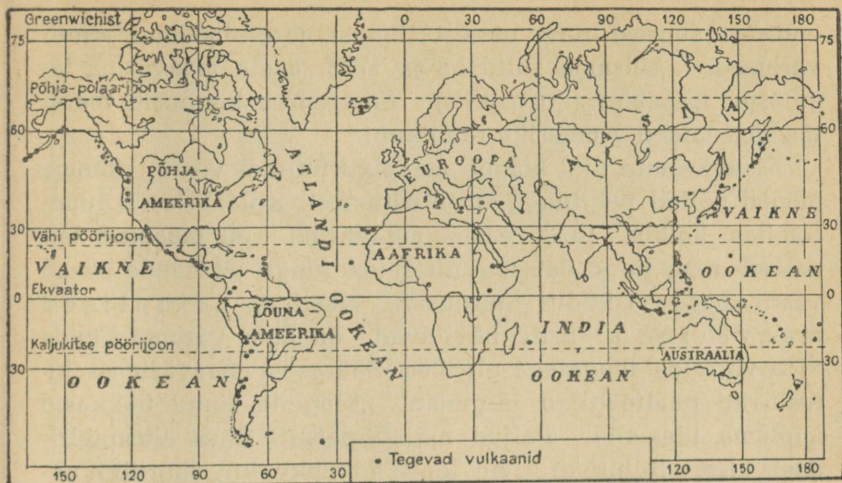 Greenwichist 0 30 60 90 120 150 180
75 75
Põhja-polaarjoon
60 60
ATLANDI OOKEAN
EUROOPA
AASIA
PÕHJA-
AMEERIKA
30 30
Vähi pöörijoon
VAIKNE
AAFRIKA
VAIKNE
OOKEAN
Ekvaator
0 0
LÕUNA-
AMEERIKA
INDIA
OOKEAN
Kaljukitse pöörijoon
AUSTRAALIA
30 30
OOKEAN
150 120 90 60 30 120 150 180
• Tegevad vulkaanid